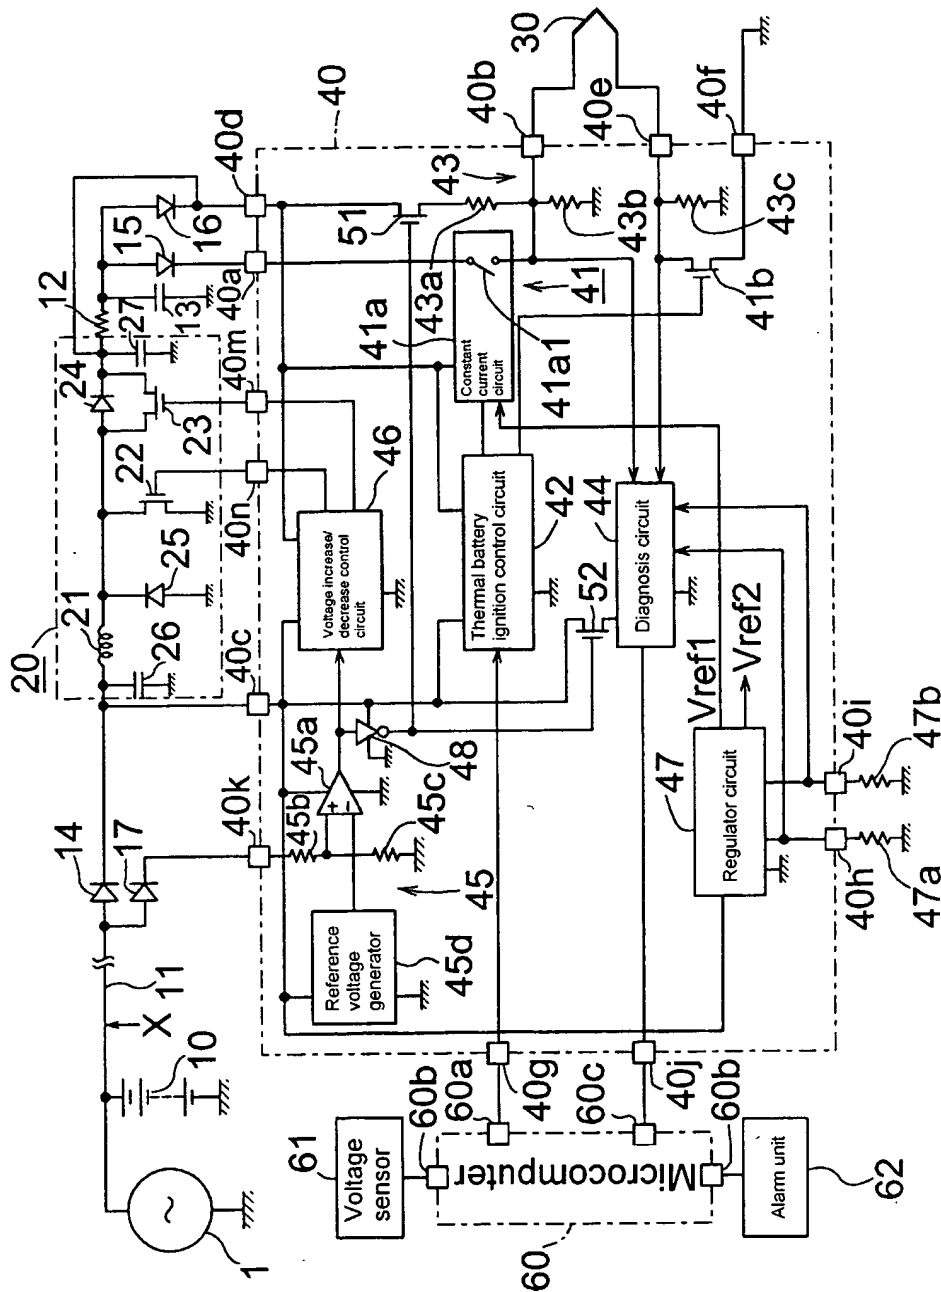 20
21
24
12
27
15
16
40d
13
40a
40
26
25
22
23
40m
40n
40c
14
17
11
X
10
1
40k
45b
45a
45c
45
45d
Reference
voltage
generator
48
46
Voltage increase/
decrease control
circuit
41a
Constant
current
circuit
41a1
41
51
43a
43
43b
43c
40b
30
40e
40f
41b
Thermal battery
ignition control circuit
42
44
Diagnosis circuit
52
Vref1
Vref2
47
Regulator circuit
40i
47b
40h
47a
61
Voltage
sensor
60b
60a
40g
60c
40j
60b
Microcomputer
60
Alarm unit
62
~
+
−